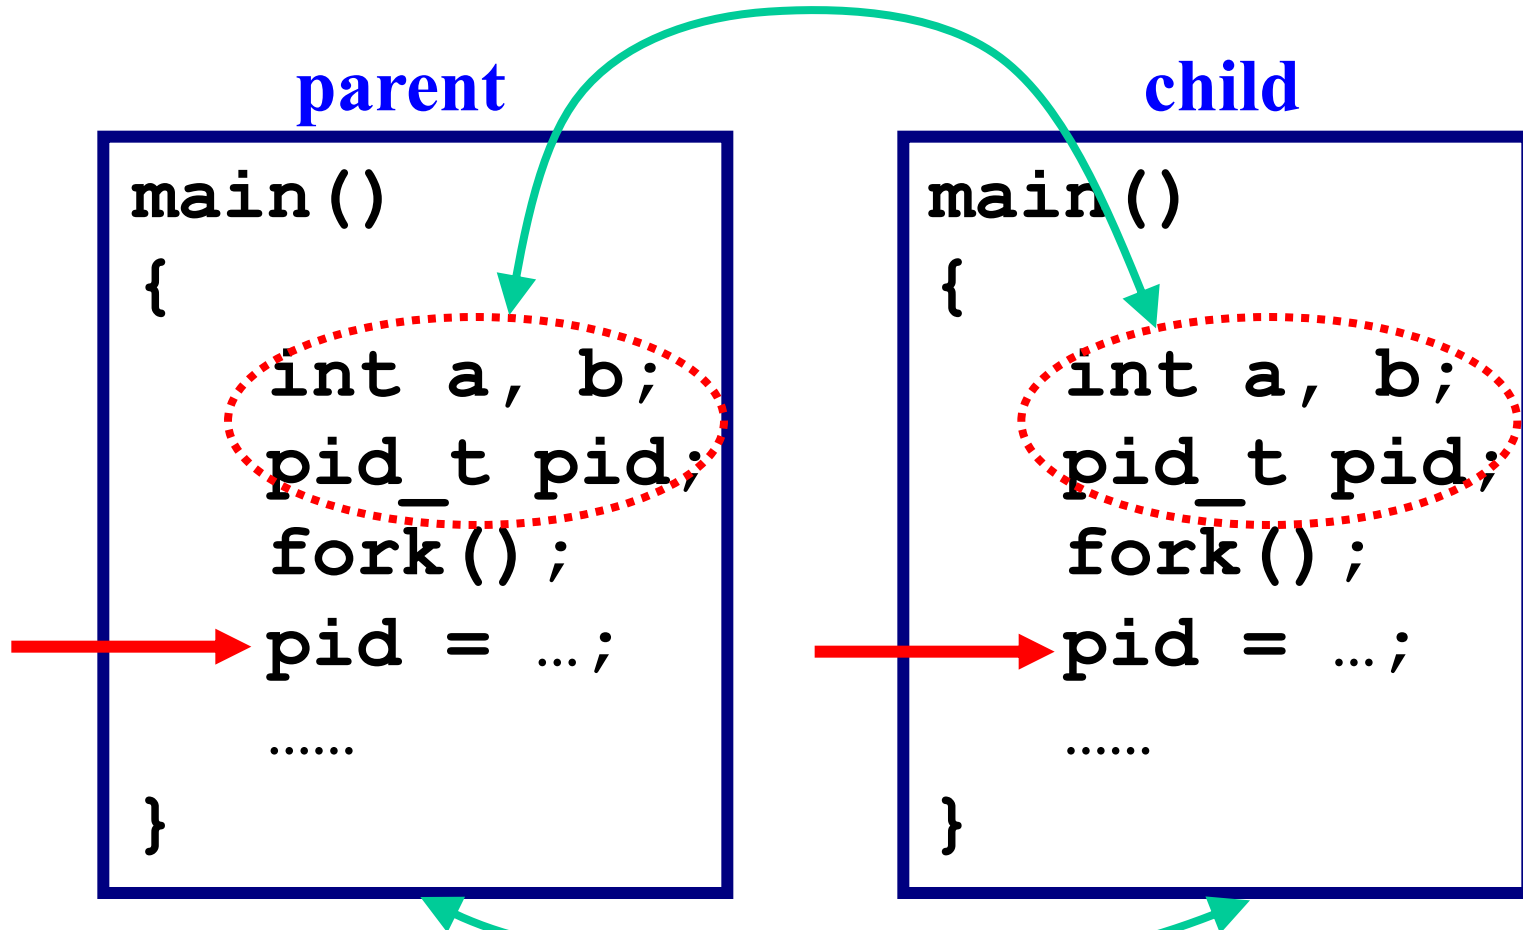 parent
main()
{
int a, b;
pid_t pid;
fork();
pid = …;
……
}
child
main()
{
int a, b;
pid_t pid;
fork();
pid = …;
……
}